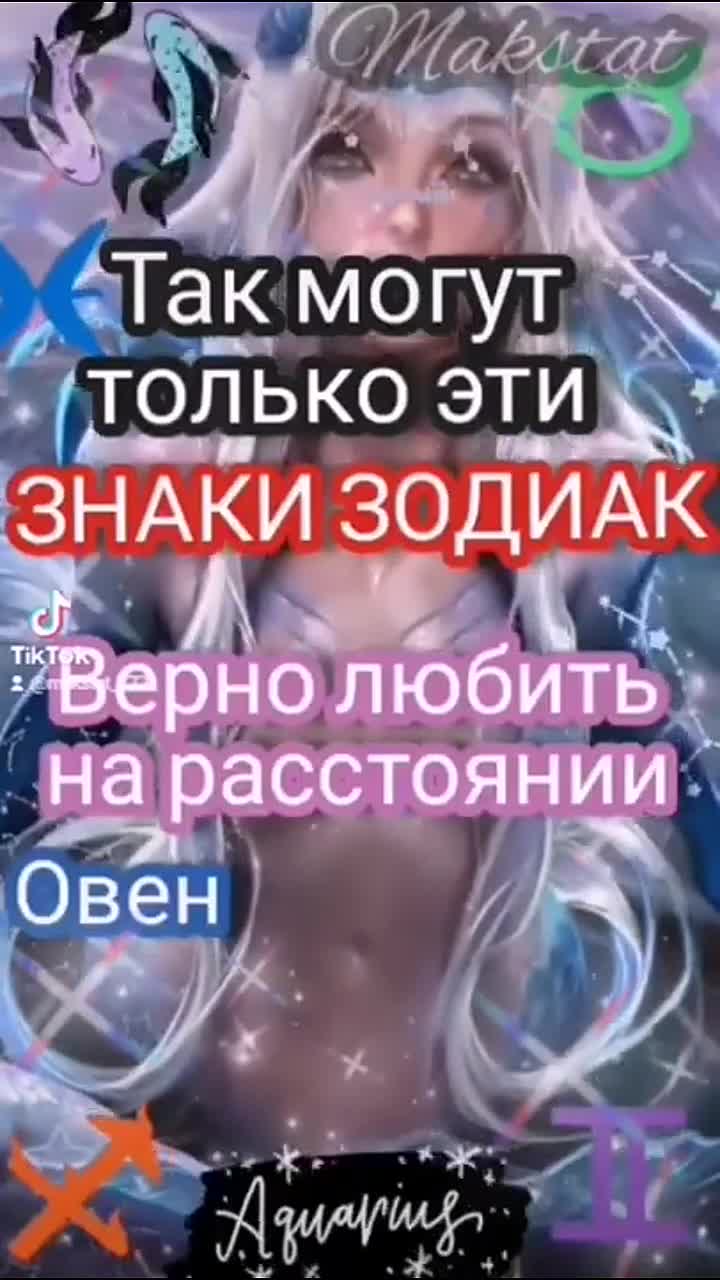 Makstat
Так могут
только эти
ЗНАКИ ЗОДИАК
TikTok
Верно любить
на расстоянии
Овен
Aquarius